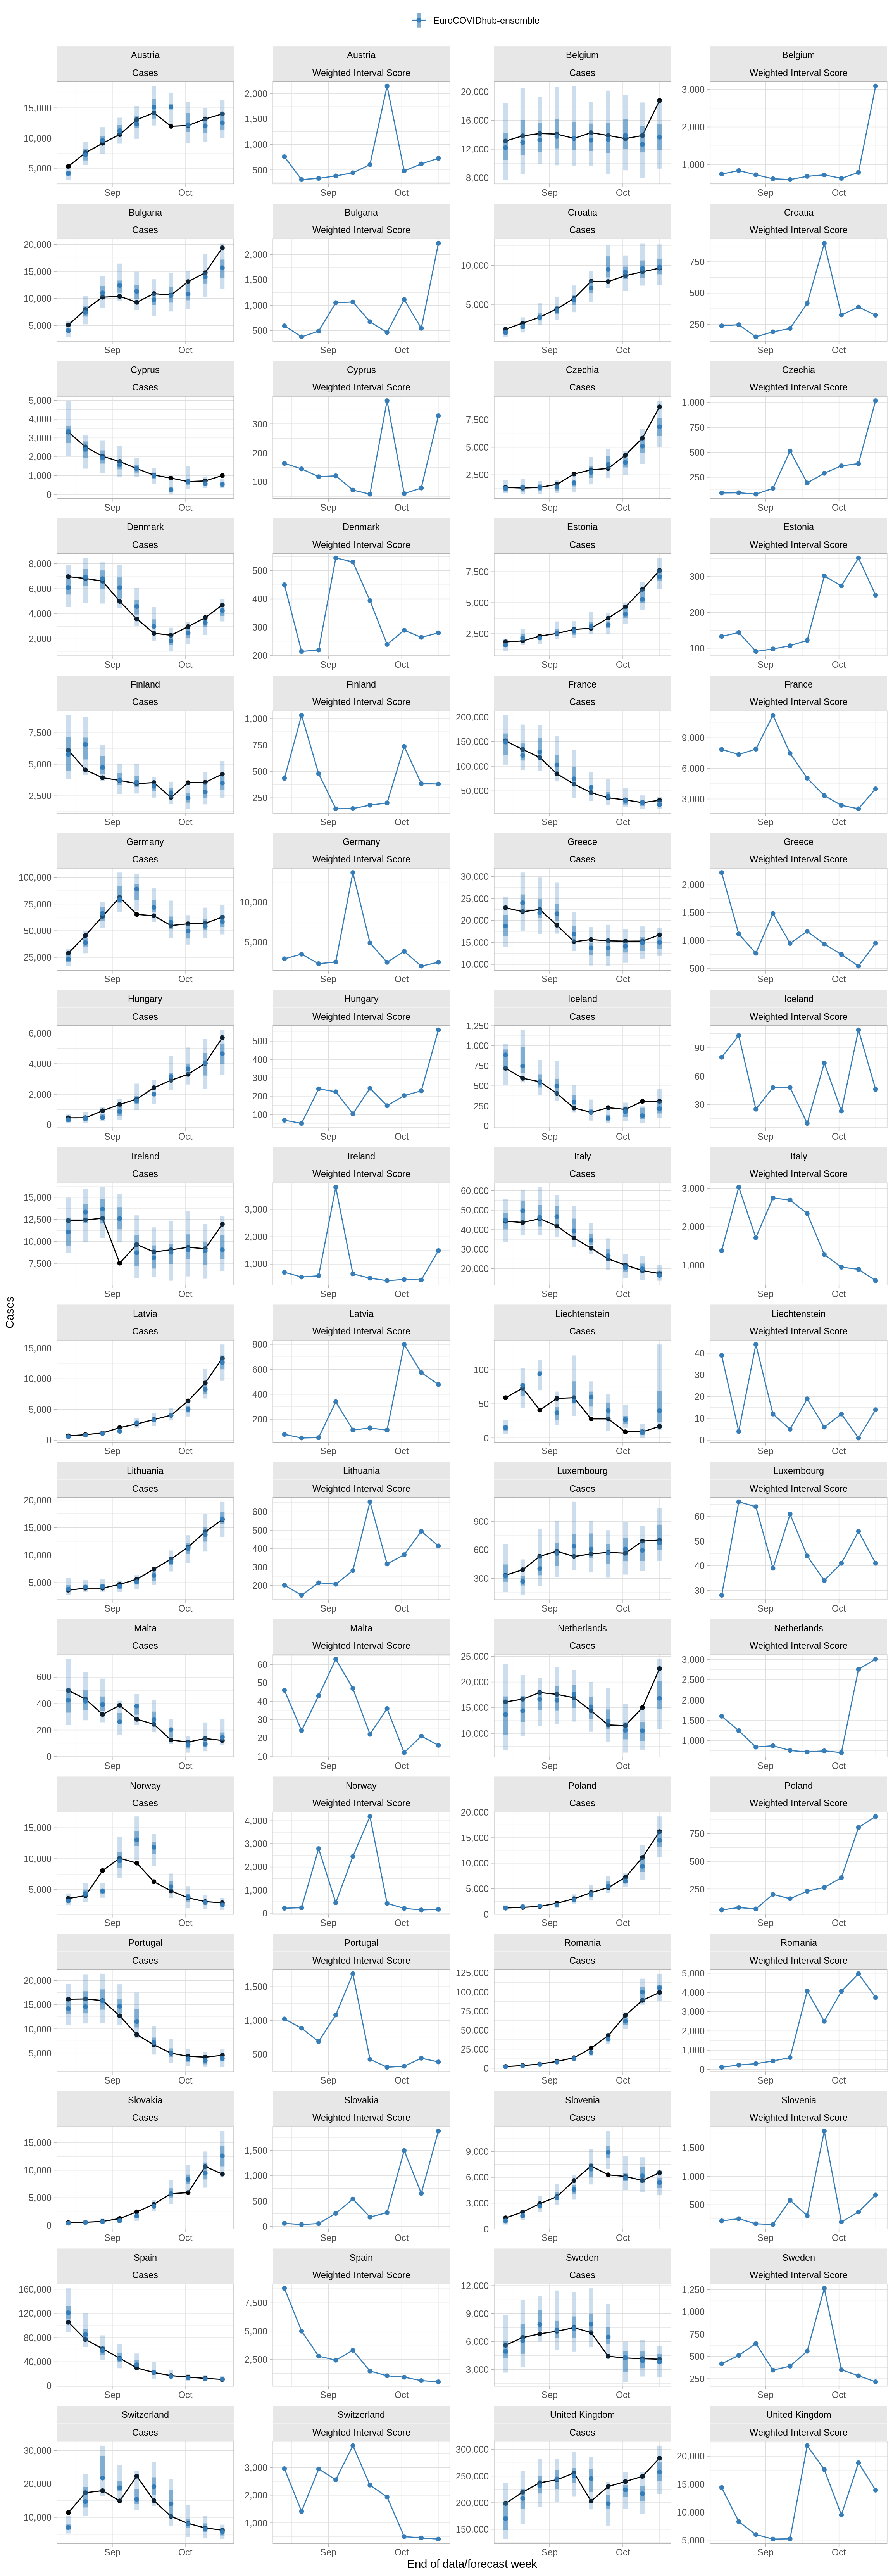 EuroCOVIDhub-ensemble
Austria Austria Belgium Belgium
Cases Weighted Interval Score Cases Weighted Interval Score
15,000 10,000 5,000
2,000 1,500 1,000 500
20,000 16,000 12,000 8,000
3,000 2,000 1,000
Sep Oct Sep Oct Sep Oct Sep Oct
Bulgaria Bulgaria Croatia Croatia
Cases Weighted Interval Score Cases Weighted Interval Score
20,000 15,000 10,000 5,000
2,000 1,500 1,000 500
10,000 5,000
750 500 250
Sep Oct Sep Oct Sep Oct Sep Oct
Cyprus Cyprus Czechia Czechia
Cases Weighted Interval Score Cases Weighted Interval Score
5,000 4,000 3,000 2,000 1,000 0
300 200 100
7,500 5,000 2,500
1,000 750 500 250
Sep Oct Sep Oct Sep Oct Sep Oct
Denmark Denmark Estonia Estonia
Cases Weighted Interval Score Cases Weighted Interval Score
8,000 6,000 4,000 2,000
500 400 300 200
7,500 5,000 2,500
300 200 100
Sep Oct Sep Oct Sep Oct Sep Oct
Finland Finland France France
Cases Weighted Interval Score Cases Weighted Interval Score
7,500 5,000 2,500
1,000 750 500 250
200,000 150,000 100,000 50,000
9,000 6,000 3,000
Sep Oct Sep Oct Sep Oct Sep Oct
Germany Germany Greece Greece
Cases Weighted Interval Score Cases Weighted Interval Score
100,000 75,000 50,000 25,000
10,000 5,000
30,000 25,000 20,000 15,000 10,000
2,000 1,500 1,000 500
Sep Oct Sep Oct Sep Oct Sep Oct
Hungary Hungary Iceland Iceland
Cases Weighted Interval Score Cases Weighted Interval Score
6,000 4,000 2,000 0
500 400 300 200 100
1,250 1,000 750 500 250 0
90 60 30
Sep Oct Sep Oct Sep Oct Sep Oct
Ireland Ireland Italy Italy
Cases Weighted Interval Score Cases Weighted Interval Score
15,000 12,500 10,000 7,500
3,000 2,000 1,000
60,000 50,000 40,000 30,000 20,000
3,000 2,000 1,000
Sep Oct Sep Oct Sep Oct Sep Oct
Cases
Latvia Latvia Liechtenstein Liechtenstein
Cases Weighted Interval Score Cases Weighted Interval Score
15,000 10,000 5,000 0
800 600 400 200
100 50 0
40 30 20 10 0
Sep Oct Sep Oct Sep Oct Sep Oct
Lithuania Lithuania Luxembourg Luxembourg
Cases Weighted Interval Score Cases Weighted Interval Score
20,000 15,000 10,000 5,000
600 500 400 300 200
900 600 300
60 50 40 30
Sep Oct Sep Oct Sep Oct Sep Oct
Malta Malta Netherlands Netherlands
Cases Weighted Interval Score Cases Weighted Interval Score
600 400 200 0
60 50 40 30 20 10
25,000 20,000 15,000 10,000
3,000 2,500 2,000 1,500 1,000
Sep Oct Sep Oct Sep Oct Sep Oct
Norway Norway Poland Poland
Cases Weighted Interval Score Cases Weighted Interval Score
15,000 10,000 5,000
4,000 3,000 2,000 1,000 0
20,000 15,000 10,000 5,000 0
750 500 250
Sep Oct Sep Oct Sep Oct Sep Oct
Portugal Portugal Romania Romania
Cases Weighted Interval Score Cases Weighted Interval Score
20,000 15,000 10,000 5,000
1,500 1,000 500
125,000 100,000 75,000 50,000 25,000 0
5,000 4,000 3,000 2,000 1,000 0
Sep Oct Sep Oct Sep Oct Sep Oct
Slovakia Slovakia Slovenia Slovenia
Cases Weighted Interval Score Cases Weighted Interval Score
15,000 10,000 5,000 0
1,500 1,000 500 0
9,000 6,000 3,000 0
1,500 1,000 500
Sep Oct Sep Oct Sep Oct Sep Oct
Spain Spain Sweden Sweden
Cases Weighted Interval Score Cases Weighted Interval Score
160,000 120,000 80,000 40,000 0
7,500 5,000 2,500
12,000 9,000 6,000 3,000
1,250 1,000 750 500 250
Sep Oct Sep Oct Sep Oct Sep Oct
Switzerland Switzerland United Kingdom United Kingdom
Cases Weighted Interval Score Cases Weighted Interval Score
30,000 20,000 10,000
3,000 2,000 1,000
300,000 250,000 200,000 150,000
20,000 15,000 10,000 5,000
Sep Oct Sep Oct Sep Oct Sep Oct
End of data/forecast week